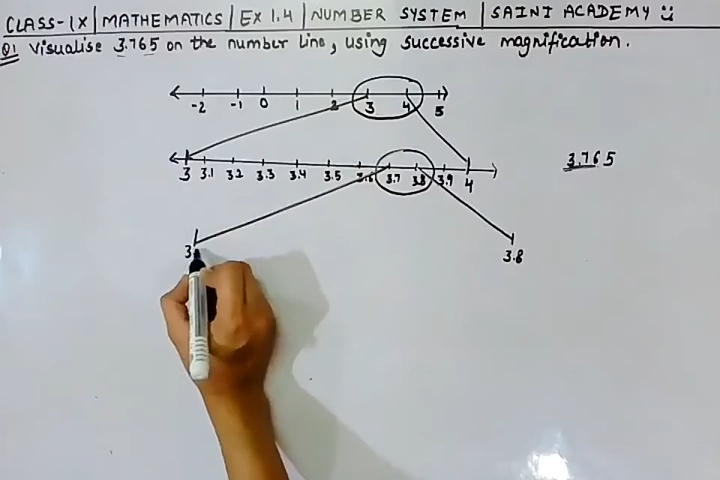 CLASS-IX | MATHEMATICS | EX 1.4 | NUMBER SYSTEM | SAINT ACADEMY
Q1 Visualise 3.765 on the number line, using successive magnification.
-2 -1 0 1 2 3 4 5
3 3.1 3.2 3.3 3.4 3.5 3.6 3.7 3.8 3.9 4
3.765
3. 3.8